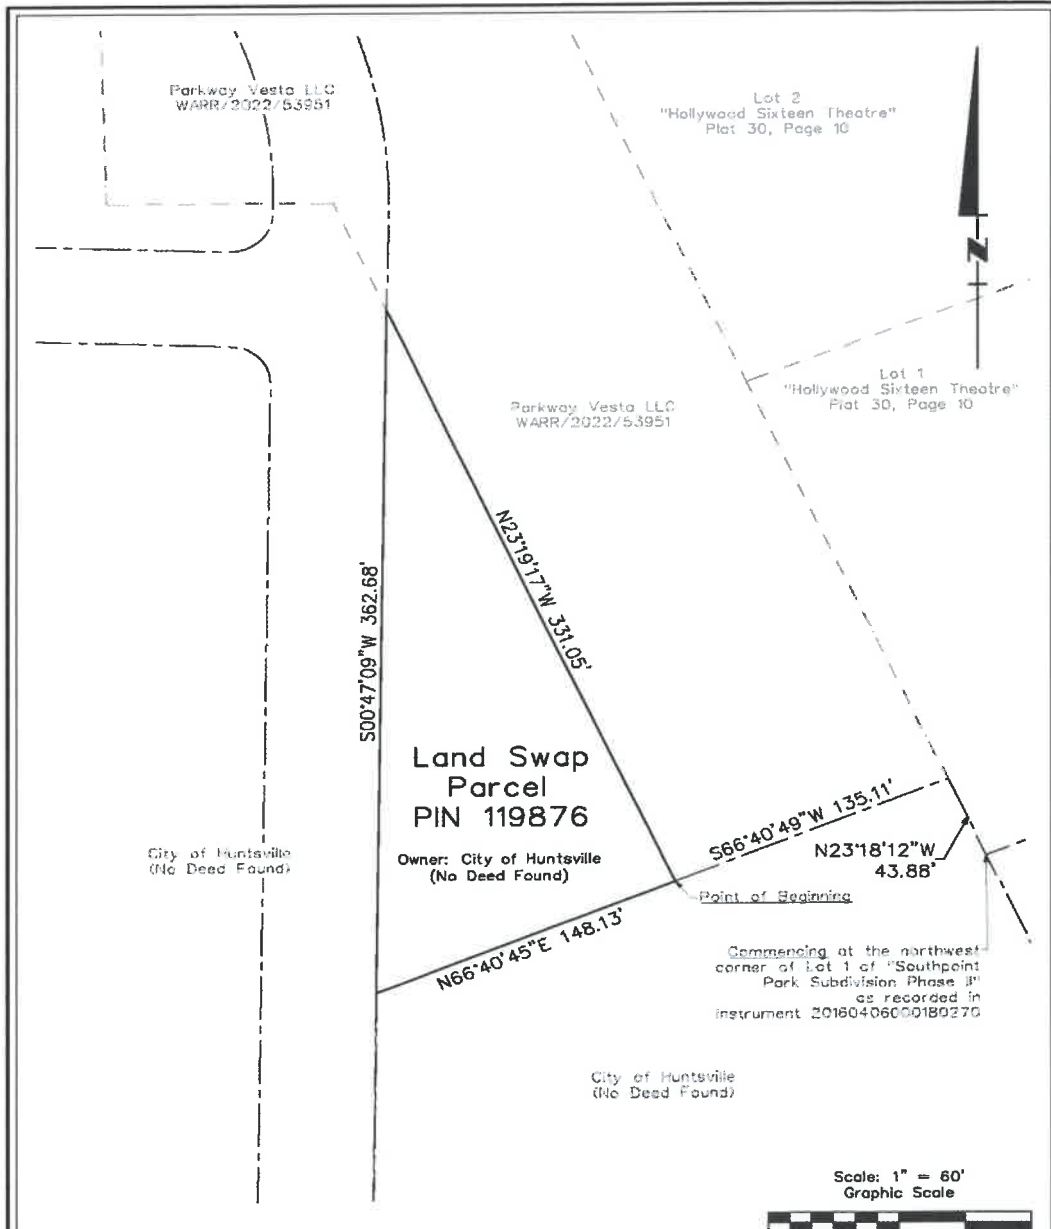 Parkway Vesta LLC
WARR/2022/53951
Lot 2
"Hollywood Sixteen Theatre"
Plat 30, Page 10
N
Lot 1
"Hollywood Sixteen Theatre"
Plat 30, Page 10
Parkway Vesta LLC
WARR/2022/53951
N23°19'17"W 331.05'
S00°47'09"W 362.68'
Land Swap
Parcel
PIN 119876
Owner: City of Huntsville
(No Deed Found)
City of Huntsville
(No Deed Found)
S66°40'49"W 135.11'
N23°18'12"W
43.88'
Point of Beginning
N66°40'45"E 148.13'
Commencing at the northwest
corner of Lot 1 of "Southpoint
Park Subdivision Phase II"
as recorded in
instrument 20160406000180270
City of Huntsville
(No Deed Found)
Scale: 1" = 60'
Graphic Scale